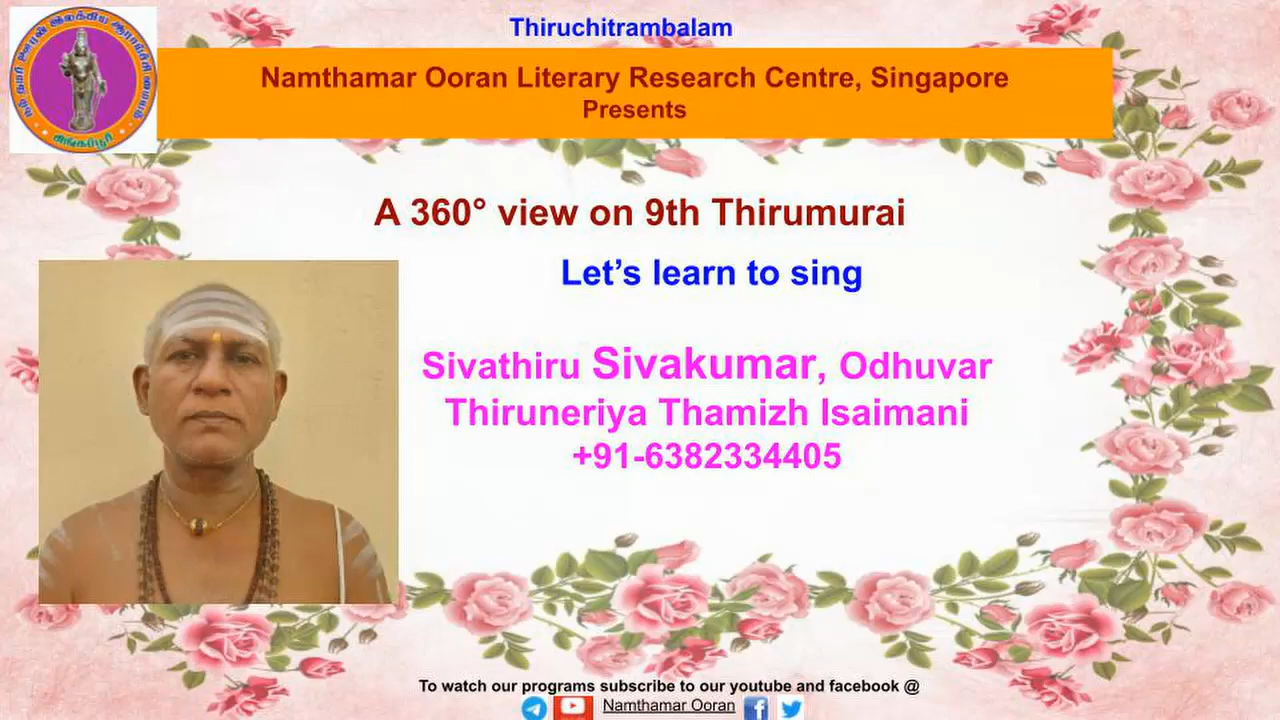 Thiruchitrambalam
Namthamar Ooran Literary Research Centre, Singapore
Presents
A 360° view on 9th Thirumurai
Let’s learn to sing
Sivathiru Sivakumar, Odhuvar
Thiruneriya Thamizh Isaimani
+91-6382334405
To watch our programs subscribe to our youtube and facebook @
Namthamar Ooran